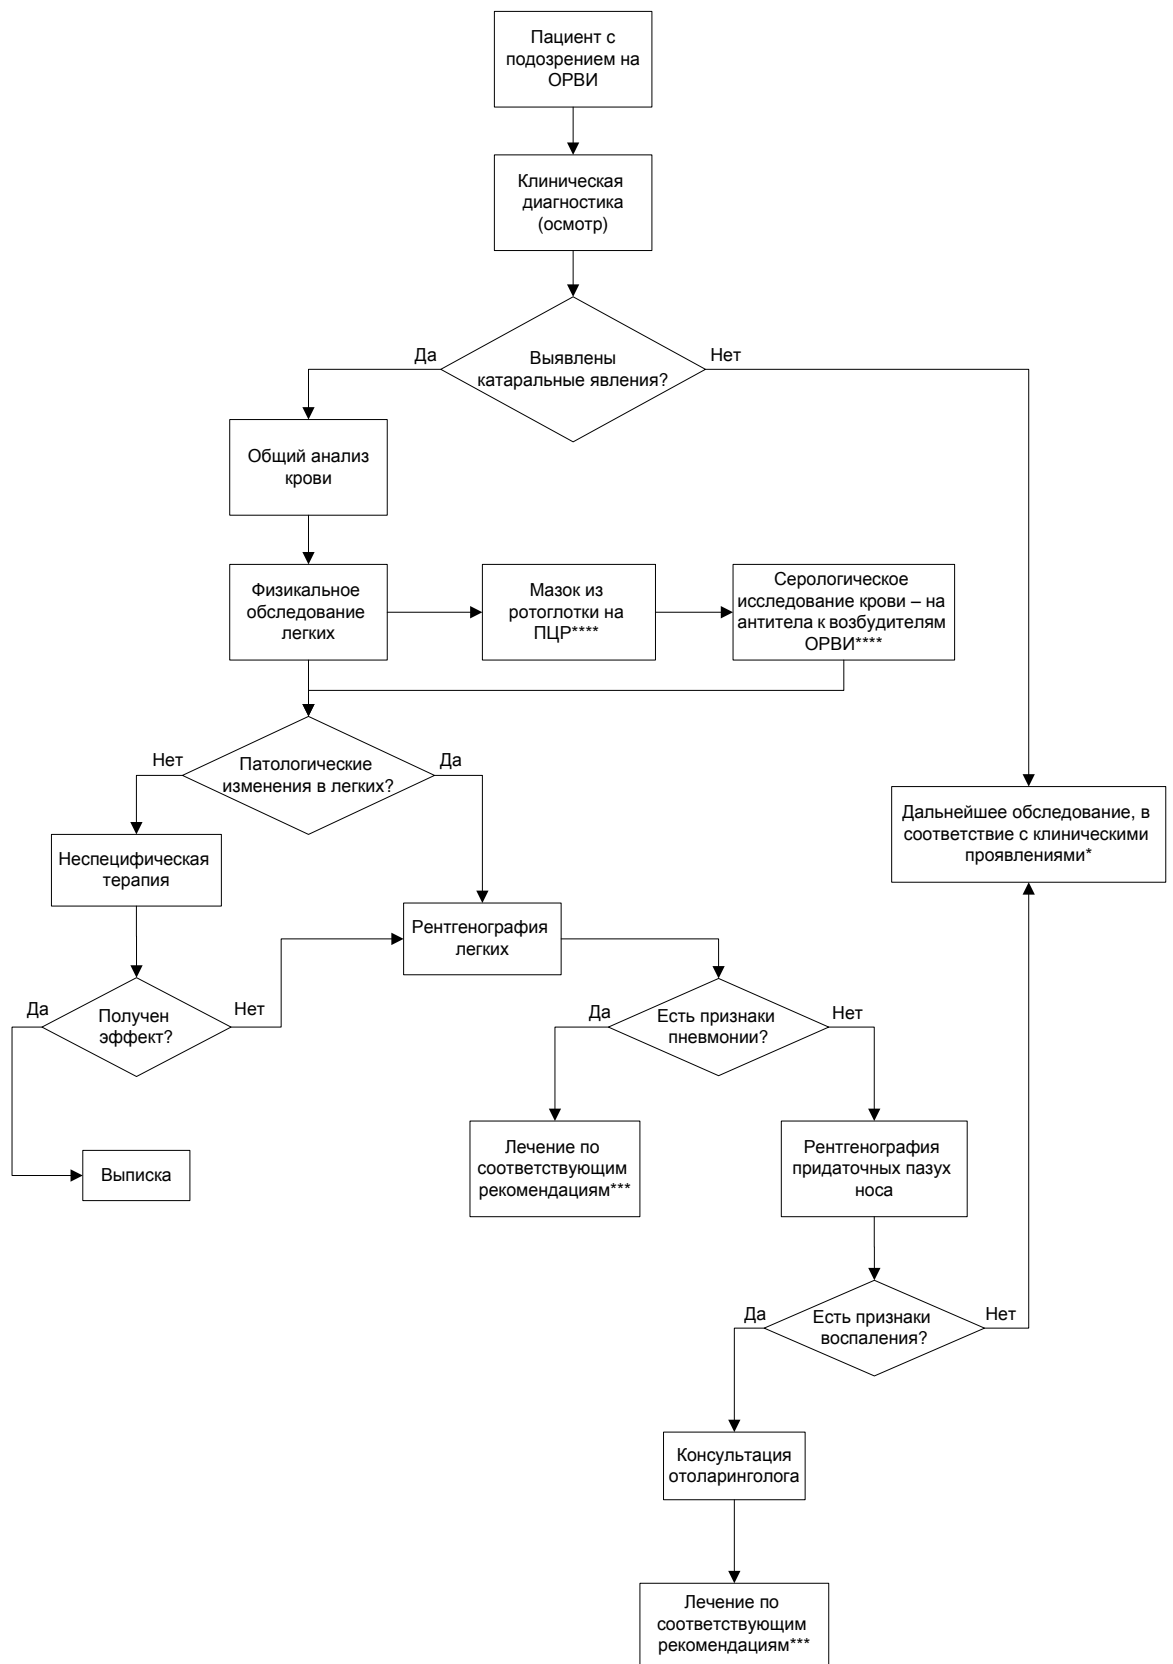 Пациент с
подозрением на
ОРВИ
Клиническая
диагностика
(осмотр)
Да
Выявлены
катаральные явления?
Нет
Общий анализ
крови
Физикальное
обследование
легких
Мазок из
ротоглотки на
ПЦР****
Серологическое
исследование крови – на
антитела к возбудителям
ОРВИ****
Нет
Патологические
изменения в легких?
Да
Дальнейшее обследование, в
соответствие с клиническими
проявлениями*
Неспецифическая
терапия
Рентгенография
легких
Да
Получен
эффект?
Нет
Да
Есть признаки
пневмонии?
Нет
Выписка
Лечение по
соответствующим
рекомендациям***
Рентгенография
придаточных пазух
носа
Да
Есть признаки
воспаления?
Нет
Консультация
отоларинголога
Лечение по
соответствующим
рекомендациям***